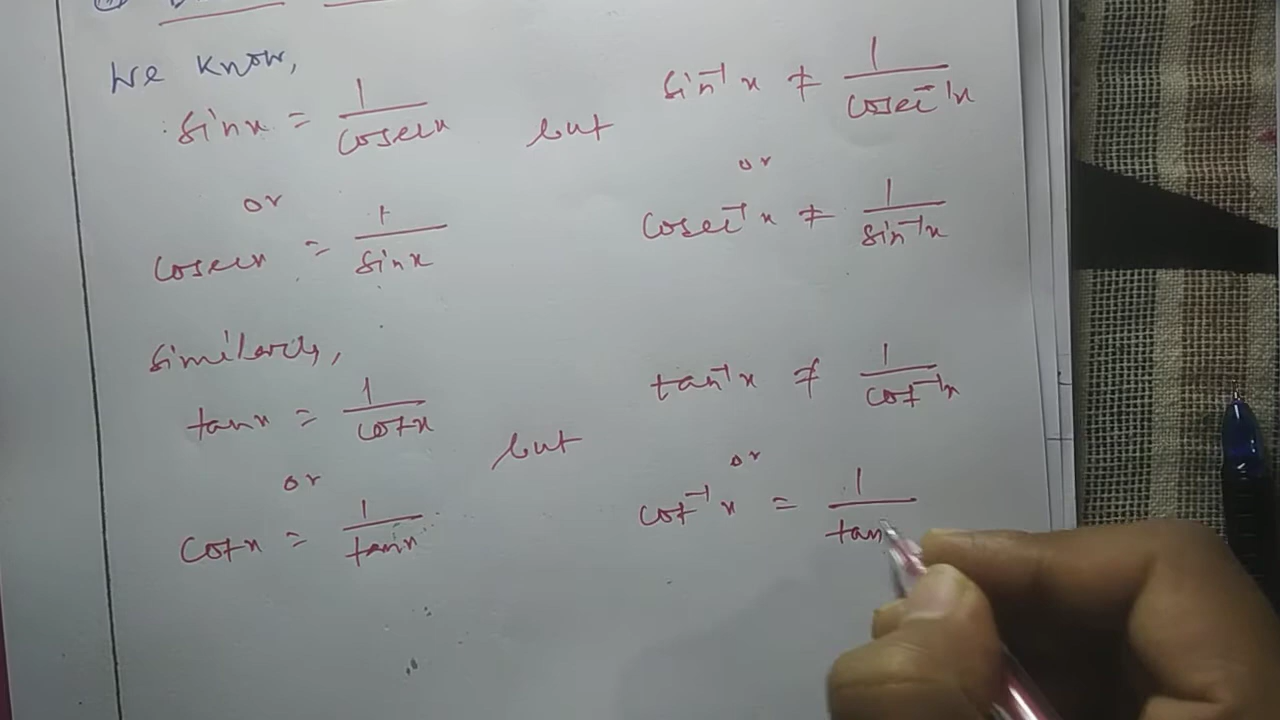 We know,
sinx = 1/cosecx but sin⁻¹x ≠ 1/cosec⁻¹x
or or
cosecx = 1/sinx cosec⁻¹x ≠ 1/sin⁻¹x
similarly,
tanx = 1/cotx but tan⁻¹x ≠ 1/cot⁻¹x
or or
cotx = 1/tanx cot⁻¹x = 1/tan